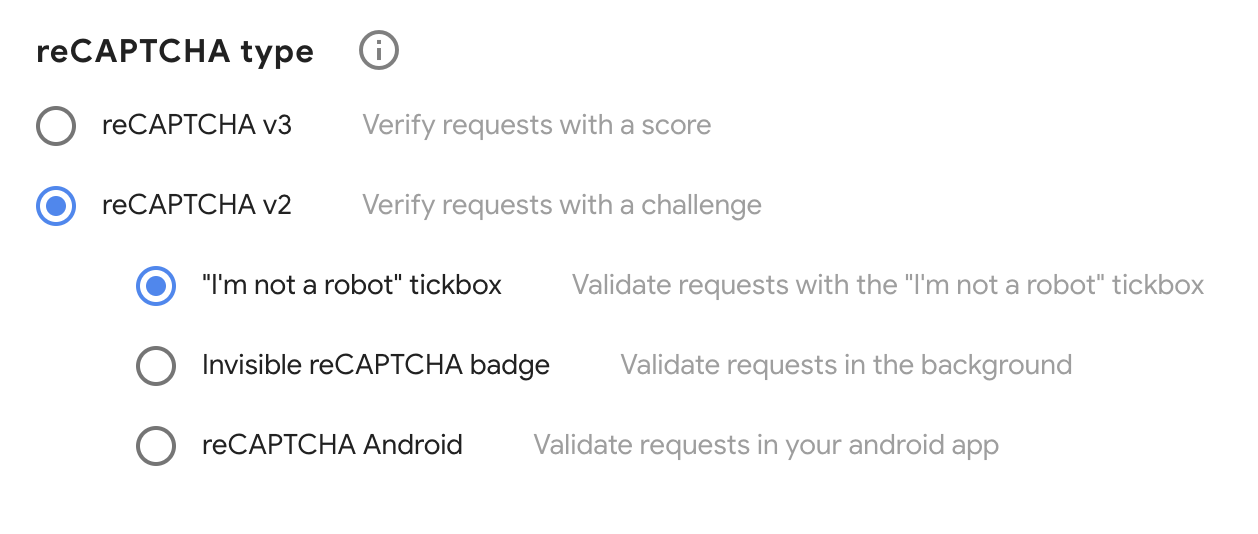 reCAPTCHA type
reCAPTCHA v3 Verify requests with a score
reCAPTCHA v2 Verify requests with a challenge
"I'm not a robot" tickbox Validate requests with the "I'm not a robot" tickbox
Invisible reCAPTCHA badge Validate requests in the background
reCAPTCHA Android Validate requests in your android app